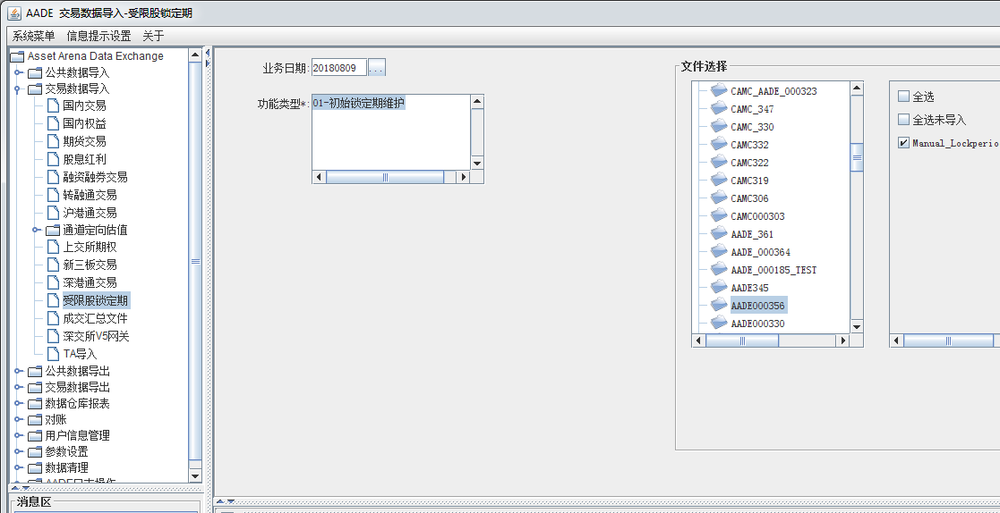 AADE 交易数据导入-受限股锁定期
系统菜单 信息提示设置 关于
Asset Arena Data Exchange
公共数据导入
交易数据导入
国内交易
国内权益
期货交易
股息红利
融资融券交易
转融通交易
沪港通交易
通道定向估值
上交所期权
新三板交易
深港通交易
受限股锁定期
成交汇总文件
深交所V5网关
TA导入
公共数据导出
交易数据导出
数据仓库报表
对账
用户信息管理
参数设置
数据清理
AADE日志操作
消息区
业务日期: 20180809 ...
功能类型*: 01-初始锁定期维护
文件选择
CAMC_AADE_000323
CAMC_347
CAMC_330
CAMC332
CAMC322
CAMC319
CAMC306
CAMC000303
AADE_361
AADE_000364
AADE_000185_TEST
AADE345
AADE000356
AADE000330
全选
全选未导入
Manual_Lockperio